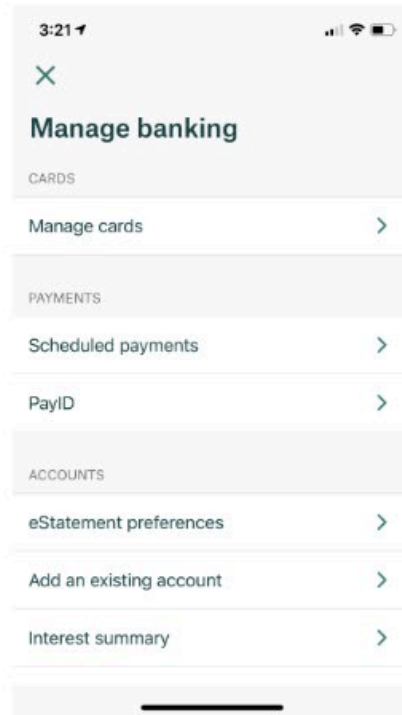 3:21
Manage banking
CARDS
Manage cards
PAYMENTS
Scheduled payments
PayID
ACCOUNTS
eStatement preferences
Add an existing account
Interest summary